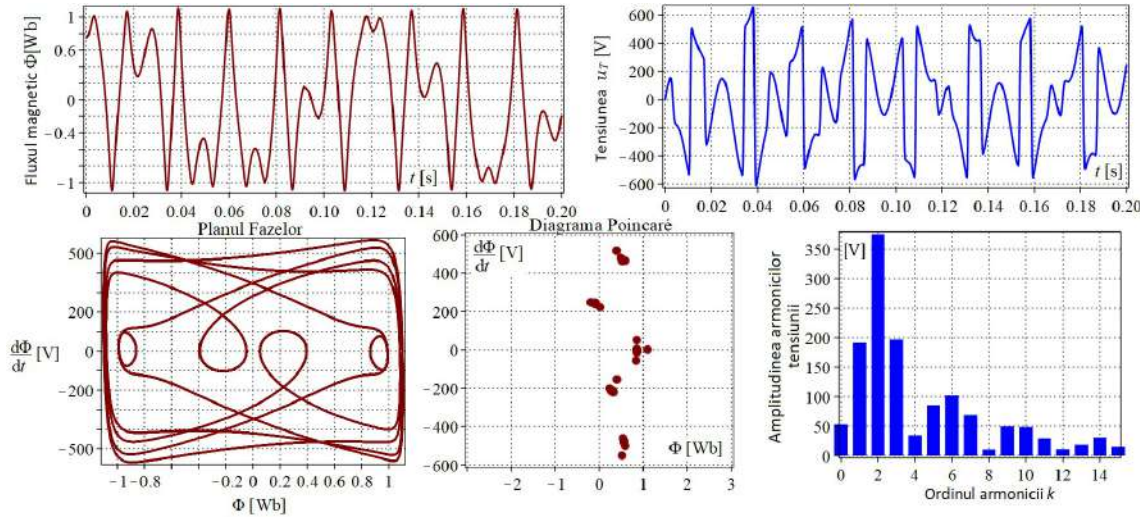 Fluxul magnetic Φ[Wb]
1
0.6
0
−0.4
−1
t [s]
0 0.02 0.04 0.06 0.08 0.10 0.12 0.14 0.16 0.18 0.20
Tensiunea u_T [V]
600
400
200
0
−200
−400
−600
t [s]
0 0.02 0.04 0.06 0.08 0.10 0.12 0.14 0.16 0.18 0.20
Planul Fazelor
dΦ/dt [V]
500
200
0
−200
−500
−1 −0.8 −0.2 0 0.2 0.4 0.6 0.8 1
Φ [Wb]
Diagrama Poincaré
dΦ/dt [V]
600
400
200
0
−200
−400
−600
Φ [Wb]
−2 −1 0 1 2 3
Amplitudinea armonicilor
tensiunii
[V]
350
300
250
200
150
100
50
0
0 2 4 6 8 10 12 14
Ordinul armonicii k